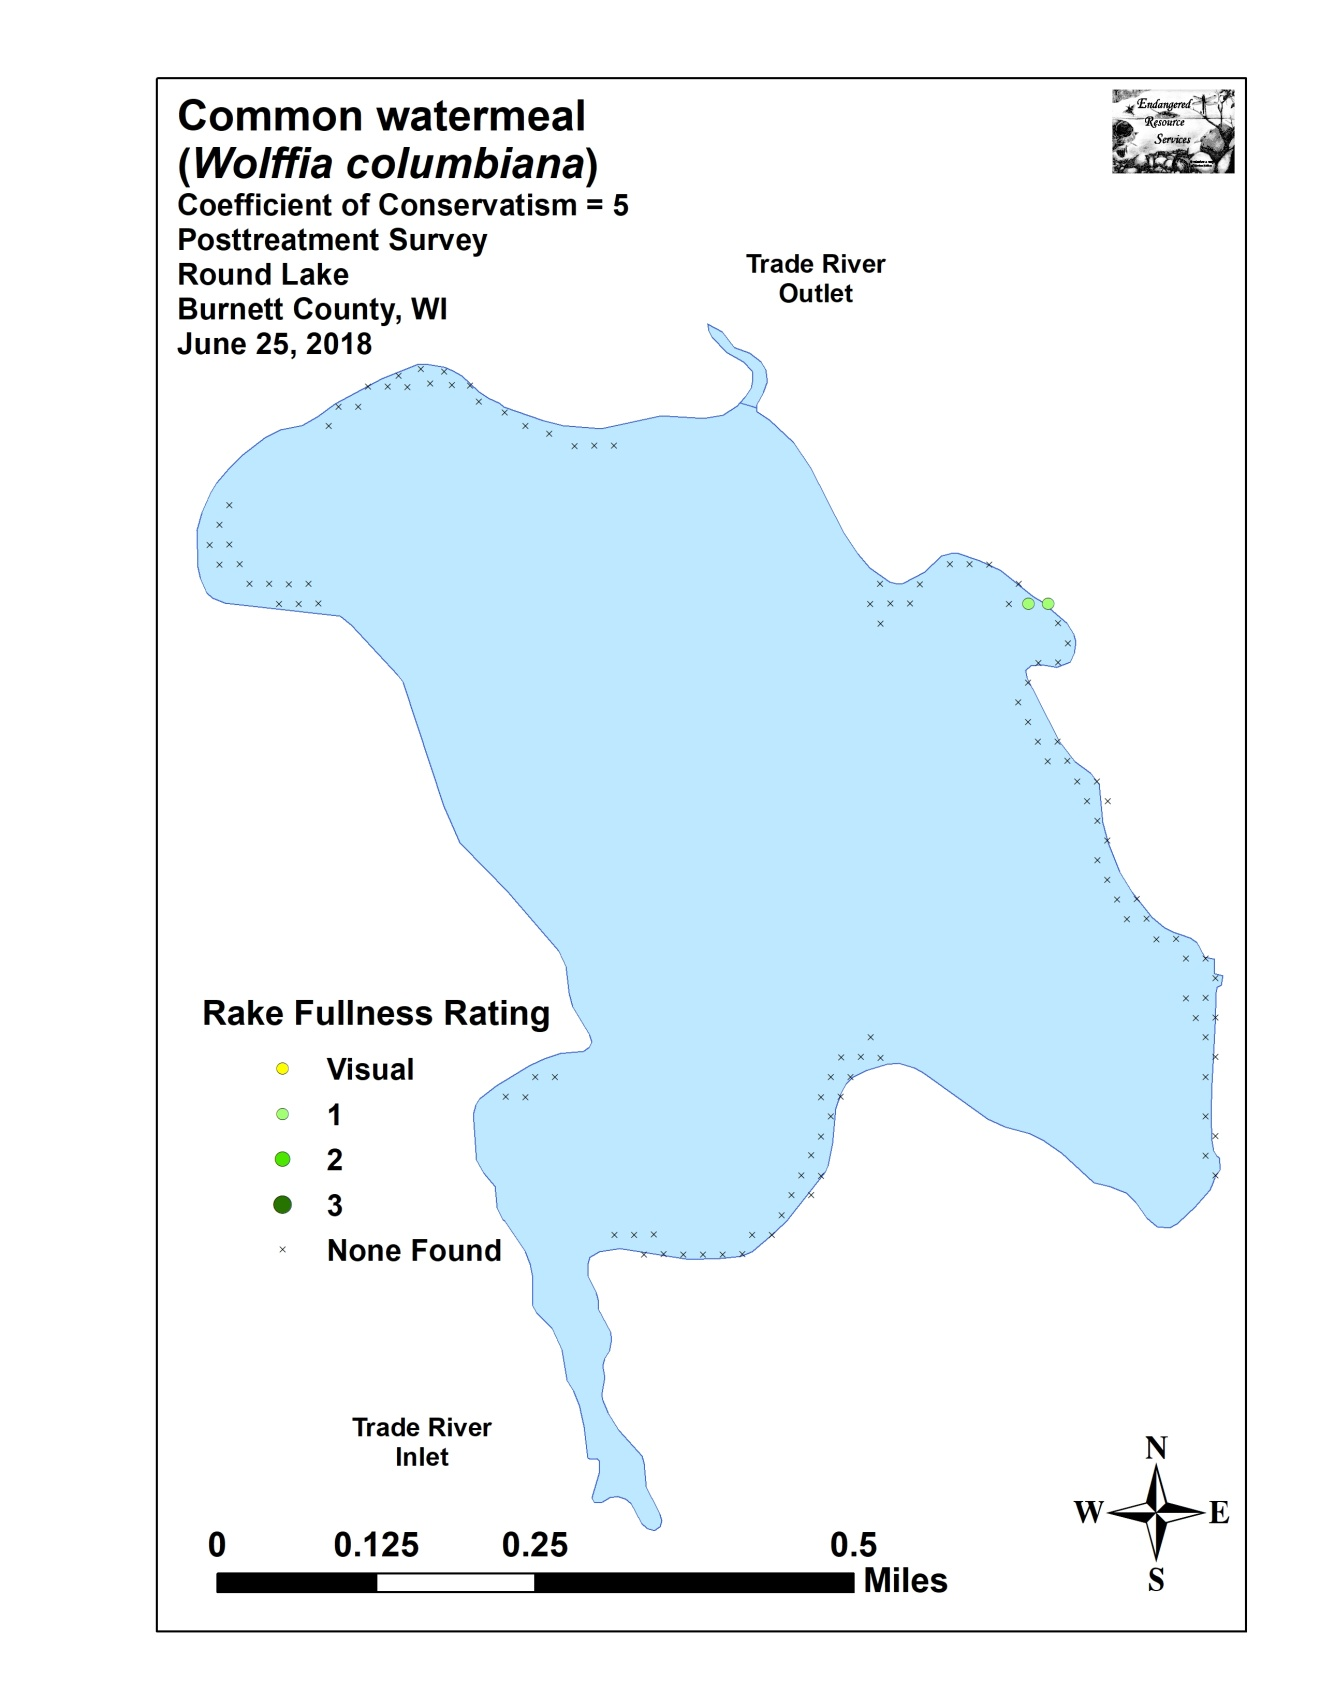 Common watermeal
(Wolffia columbiana)
Coefficient of Conservatism = 5
Posttreatment Survey
Round Lake
Burnett County, WI
June 25, 2018
Endangered
Resource
Services
Trade River
Outlet
Rake Fullness Rating
Visual
1
2
3
None Found
Trade River
Inlet
N
W E
S
0 0.125 0.25 0.5
Miles